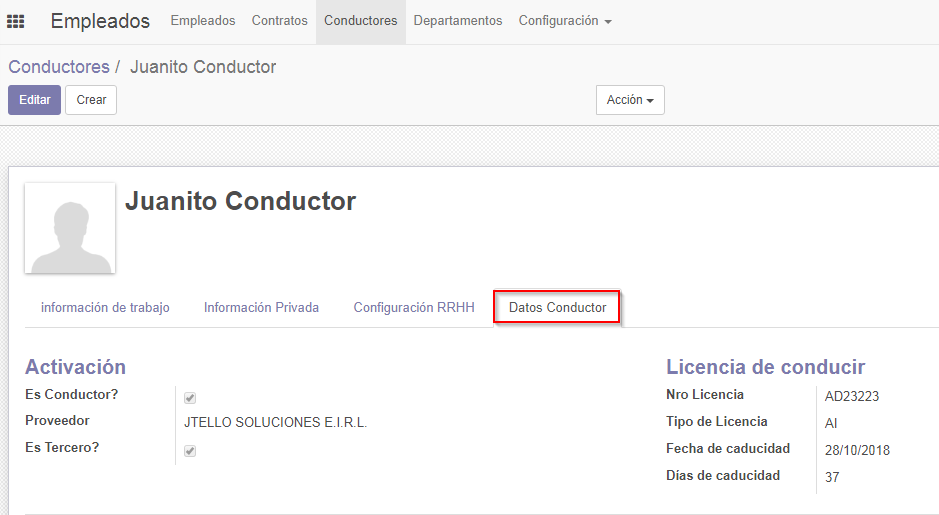 Empleados Empleados Contratos Conductores Departamentos Configuración
Conductores / Juanito Conductor
Editar Crear Acción
Juanito Conductor
información de trabajo Información Privada Configuración RRHH Datos Conductor
Activación
Es Conductor?
Proveedor JTELLO SOLUCIONES E.I.R.L.
Es Tercero?
Licencia de conducir
Nro Licencia AD23223
Tipo de Licencia AI
Fecha de caducidad 28/10/2018
Días de caducidad 37